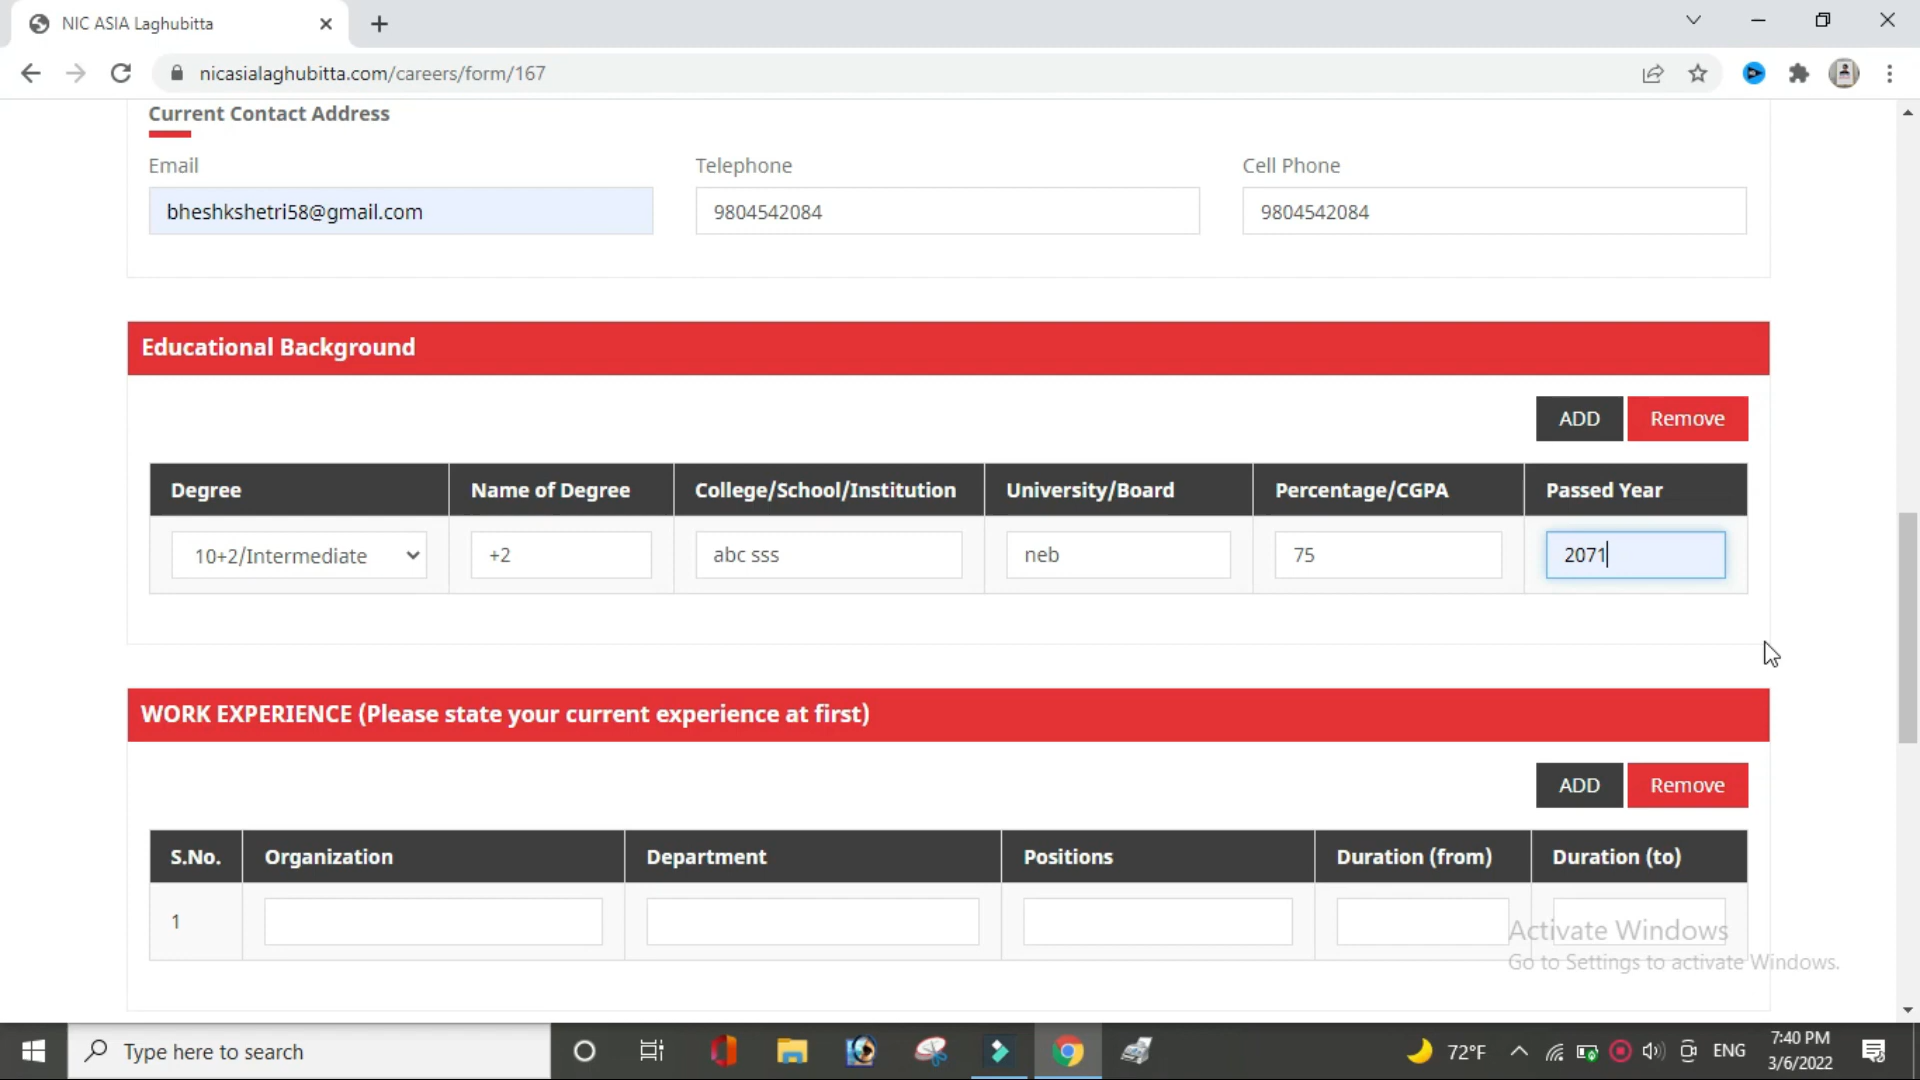 NIC ASIA Laghubitta
nicasialaghubitta.com/careers/form/167
Current Contact Address
Email Telephone Cell Phone
bheshkshetri58@gmail.com 9804542084 9804542084
Educational Background
ADD Remove
Degree Name of Degree College/School/Institution University/Board Percentage/CGPA Passed Year
10+2/Intermediate +2 abc sss neb 75 2071
WORK EXPERIENCE (Please state your current experience at first)
ADD Remove
S.No. Organization Department Positions Duration (from) Duration (to)
1
Activate Windows
Go to Settings to activate Windows.
Type here to search
72°F
ENG
7:40 PM
3/6/2022